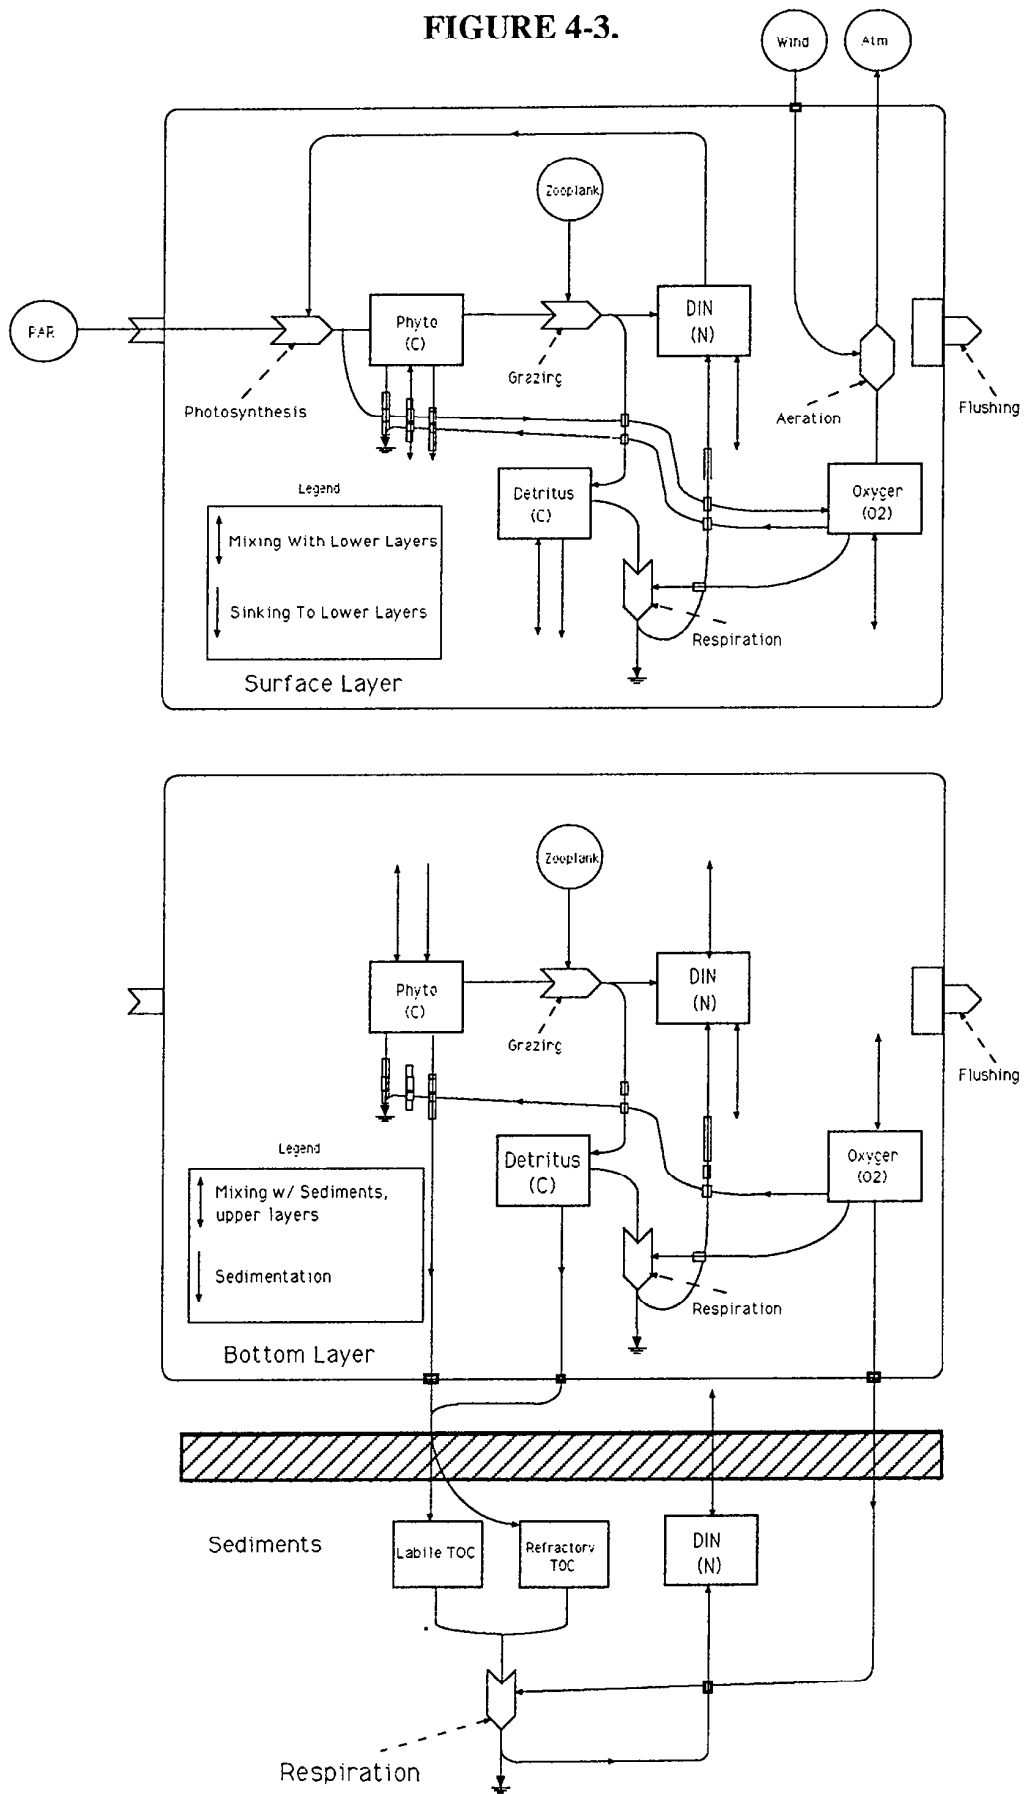 FIGURE 4-3.
Wind
Atm
Zooplank
PAR
Phyto
(C)
DIN
(N)
Grazing
Photosynthesis
Aeration
Flushing
Legend
Mixing With Lower Layers
Sinking To Lower Layers
Detritus
(C)
Oxygen
(O2)
Respiration
Surface Layer
Zooplank
Phyto
(C)
DIN
(N)
Grazing
Flushing
Legend
Mixing w/ Sediments,
upper layers
Sedimentation
Detritus
(C)
Oxygen
(O2)
Respiration
Bottom Layer
Sediments
Labile TOC
Refractory
TOC
DIN
(N)
Respiration